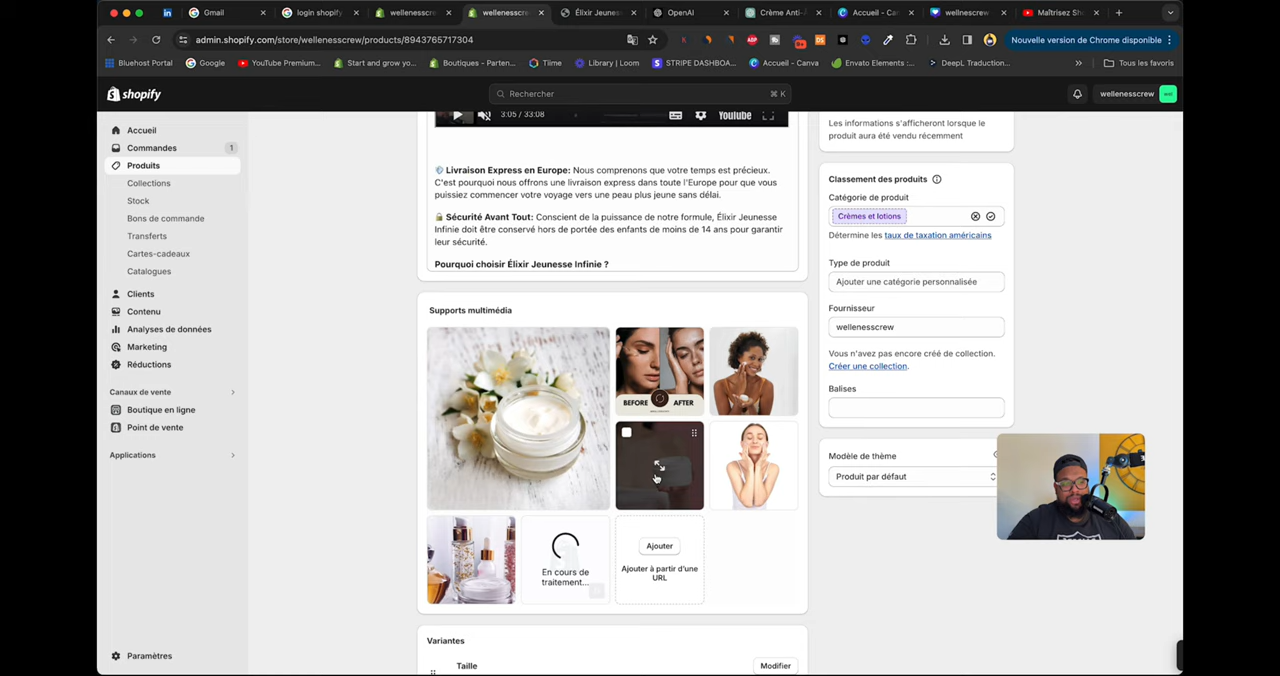 Gmail
login shopify
wellenesscre
wellenesscr
Élixir Jeunes
OpenAI
Crème Anti-
Accueil - Ca
wellnescrew
Maîtrisez Sh
admin.shopify.com/store/wellenesscrew/products/8943765717304
Nouvelle version de Chrome disponible
Bluehost Portal
Google
YouTube Premium...
Start and grow yo...
Boutiques - Parten...
Tiime
Library | Loom
STRIPE DASHBOA...
Accueil - Canva
Envato Elements :...
DeepL Traduction...
Tous les favoris
shopify
Rechercher
⌘ K
wellenesscrew
Accueil
Commandes
1
Produits
Collections
Stock
Bons de commande
Transferts
Cartes-cadeaux
Catalogues
Clients
Contenu
Analyses de données
Marketing
Réductions
Canaux de vente
Boutique en ligne
Point de vente
Applications
Paramètres
3:05 / 33:08
YouTube
Livraison Express en Europe: Nous comprenons que votre temps est précieux.
C'est pourquoi nous offrons une livraison express dans toute l'Europe pour que vous
puissiez commencer votre voyage vers une peau plus jeune sans délai.
Sécurité Avant Tout: Conscient de la puissance de notre formule, Élixir Jeunesse
Infinie doit être conservé hors de portée des enfants de moins de 14 ans pour garantir
leur sécurité.
Pourquoi choisir Élixir Jeunesse Infinie ?
Supports multimédia
BEFORE
AFTER
En cours de
traitement...
Ajouter
Ajouter à partir d'une
URL
Variantes
Taille
Modifier
Les informations s'afficheront lorsque le
produit aura été vendu récemment
Classement des produits
Catégorie de produit
Crèmes et lotions
Détermine les taux de taxation américains
Type de produit
Ajouter une catégorie personnalisée
Fournisseur
wellenesscrew
Vous n'avez pas encore créé de collection.
Créer une collection.
Balises
Modèle de thème
Produit par défaut